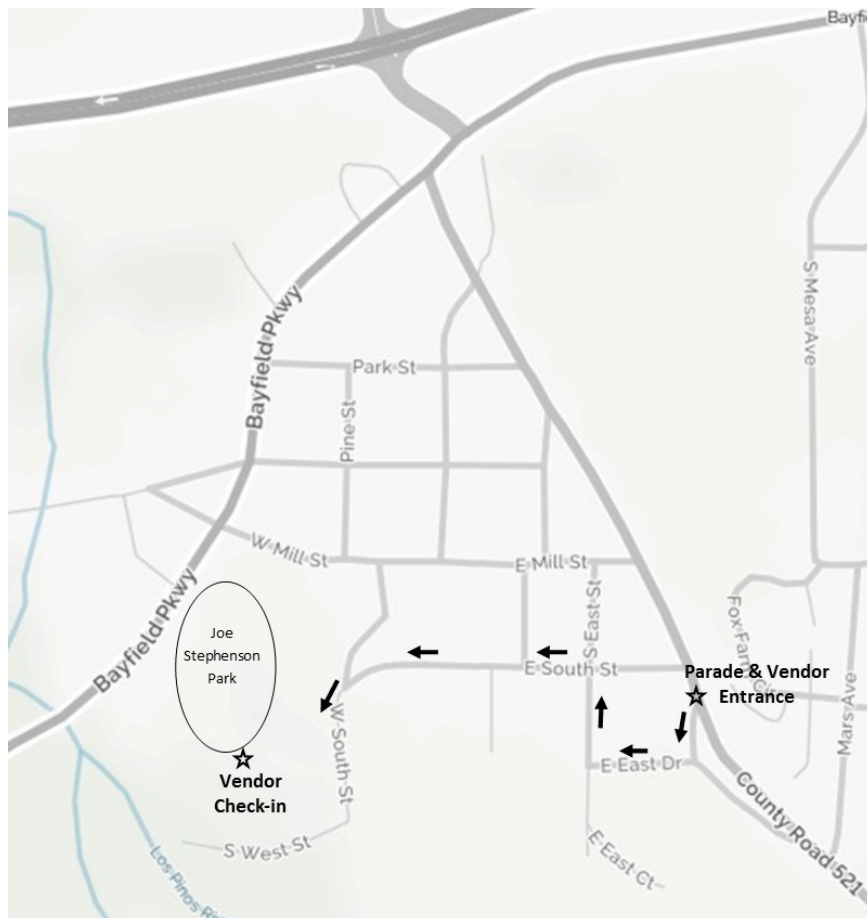 Bayfi
Bayfield Pkwy
S Mesa Ave
Park St
Pine St
W Mill St
E Mill St
S East St
Fox Farm Cir
Bayfield Pkwy
Joe
Stephenson
Park
E South St
Parade & Vendor
Entrance
Mars Ave
W South St
Vendor
Check-in
E East Dr
County Road 521
S West St
E East Ct
Los Pinos Riv